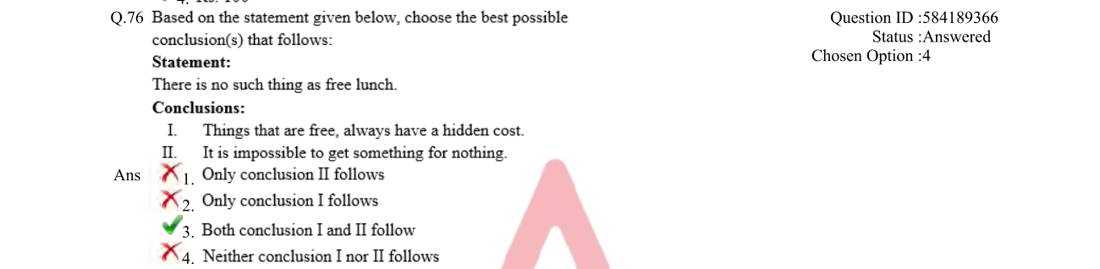 Q.76 Based on the statement given below, choose the best possible
conclusion(s) that follows:
Statement:
There is no such thing as free lunch.
Conclusions:
I. Things that are free, always have a hidden cost.
II. It is impossible to get something for nothing.
Ans 1. Only conclusion II follows
2. Only conclusion I follows
3. Both conclusion I and II follow
4. Neither conclusion I nor II follows
Question ID :584189366
Status :Answered
Chosen Option :4